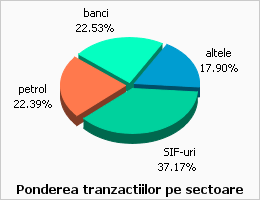 banci
22.53%
altele
17.90%
petrol
22.39%
SIF-uri
37.17%
Ponderea tranzactiilor pe sectoare